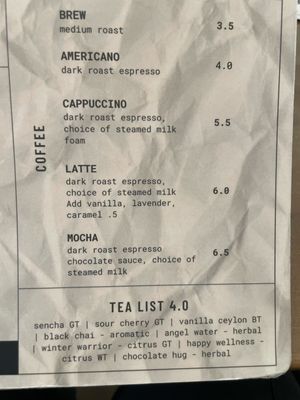 BREW
medium roast 3.5
AMERICANO
dark roast espresso 4.0
COFFEE
CAPPUCCINO
dark roast espresso,
choice of steamed milk 5.5
foam
LATTE
dark roast espresso,
choice of steamed milk 6.0
Add vanilla, lavender,
caramel .5
MOCHA
dark roast espresso 6.5
chocolate sauce, choice of
steamed milk
TEA LIST 4.0
sencha GT | sour cherry GT | vanilla ceylon BT
| black chai - aromatic | angel water - herbal
| winter warrior - citrus GT | happy wellness -
citrus WT | chocolate hug - herbal